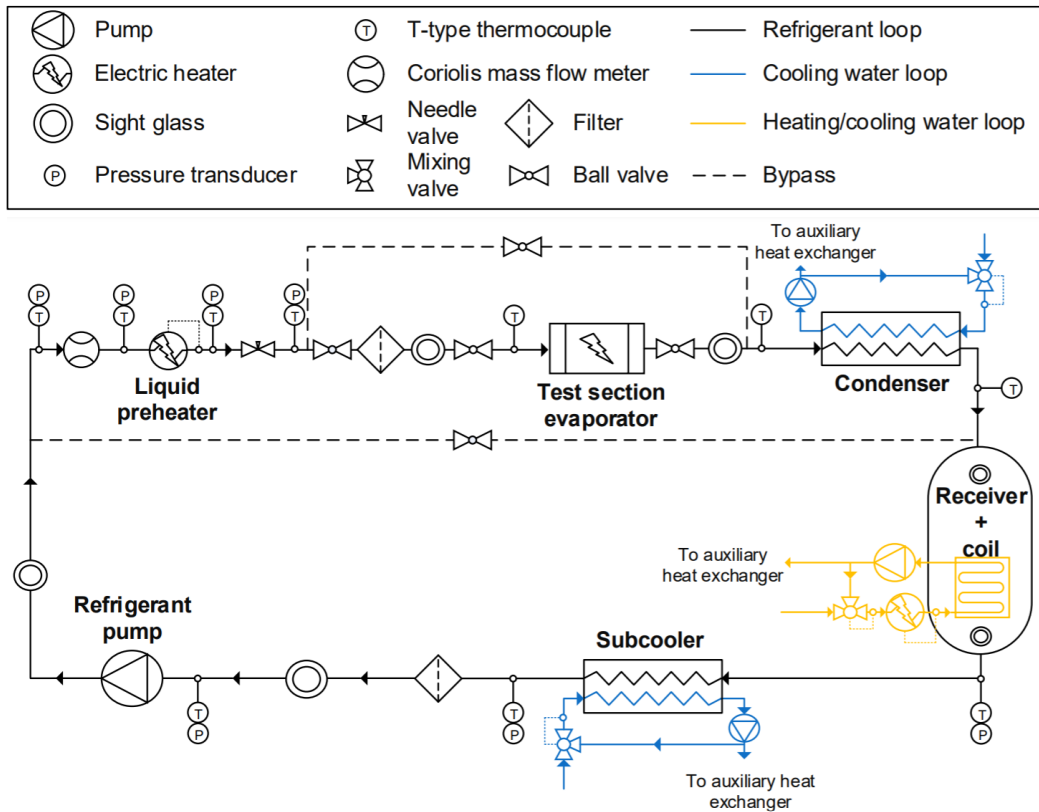 Pump
T
T-type thermocouple
Refrigerant loop
Electric heater
Coriolis mass flow meter
Cooling water loop
Sight glass
Needle
valve
Filter
Heating/cooling water loop
P
Pressure transducer
Mixing
valve
Ball valve
Bypass
To auxiliary
heat exchanger
P
T
P
T
P
T
P
T
T
T
Liquid
preheater
Test section
evaporator
Condenser
T
Receiver
+
coil
To auxiliary
heat exchanger
Refrigerant
pump
Subcooler
T
P
T
P
T
P
To auxiliary heat
exchanger